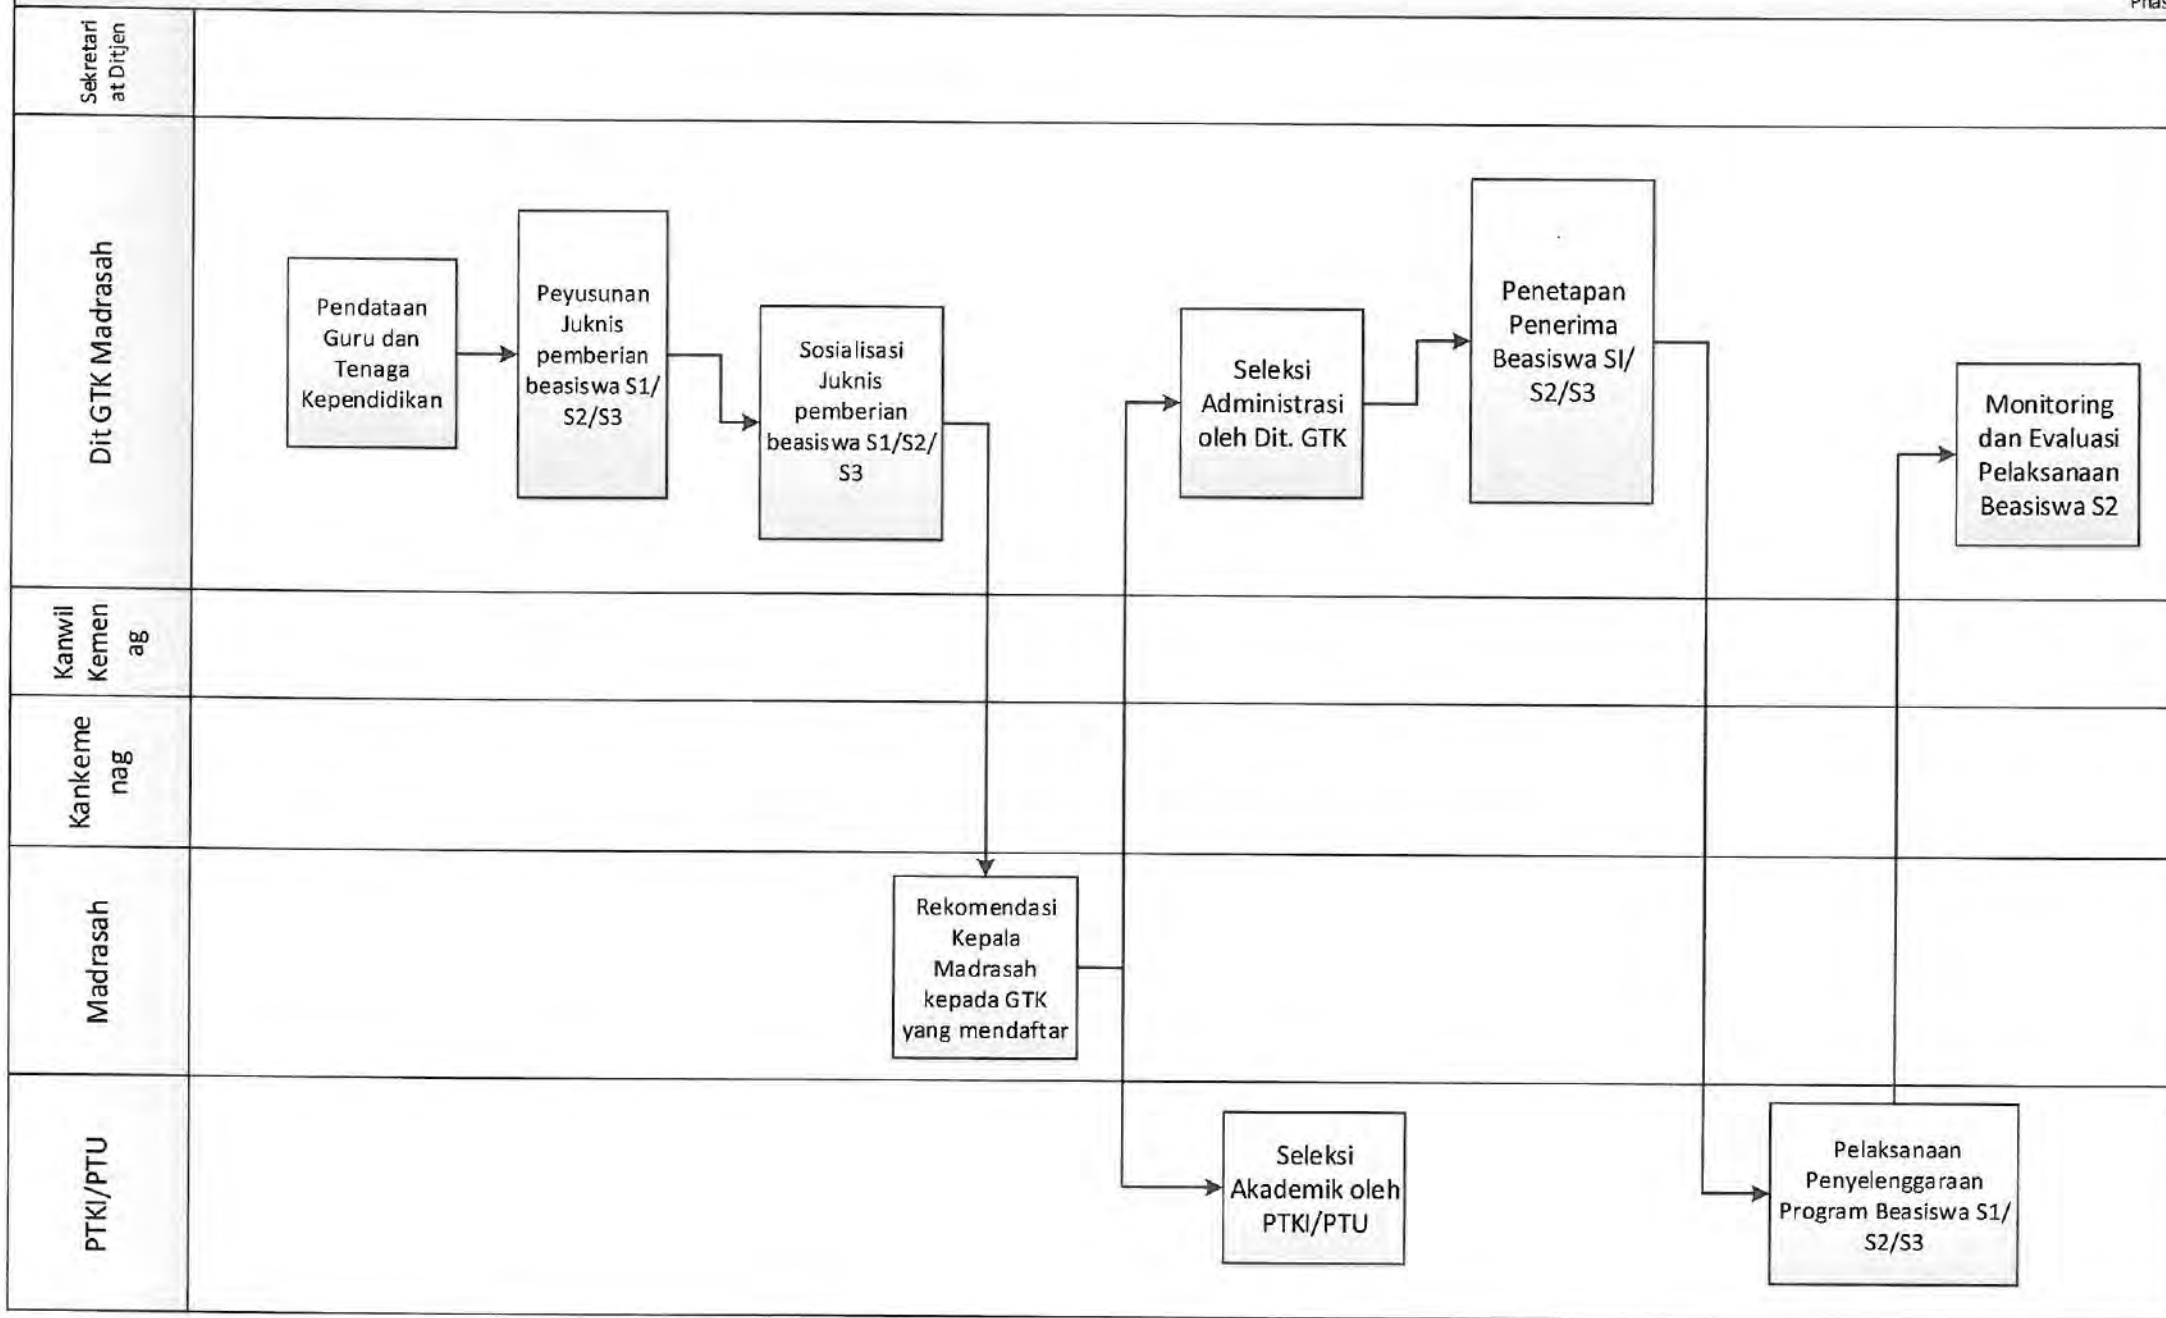 Phas
Sekretari
at Ditjen
Dit GTK Madrasah
Pendataan
Guru dan
Tenaga
Kependidikan
Peyusunan
Juknis
pemberian
beasiswa S1/
S2/S3
Sosialisasi
Juknis
pemberian
beasiswa S1/S2/
S3
Seleksi
Administrasi
oleh Dit. GTK
Penetapan
Penerima
Beasiswa SI/
S2/S3
Monitoring
dan Evaluasi
Pelaksanaan
Beasiswa S2
Kanwil
Kemen
ag
Kankeme
nag
Madrasah
Rekomendasi
Kepala
Madrasah
kepada GTK
yang mendaftar
PTKI/PTU
Seleksi
Akademik oleh
PTKI/PTU
Pelaksanaan
Penyelenggaraan
Program Beasiswa S1/
S2/S3